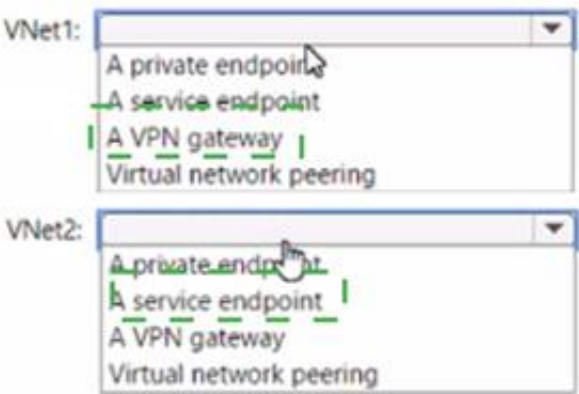 VNet1:
A private endpoint
A service endpoint
A VPN gateway
Virtual network peering
VNet2:
A private endpoint
A service endpoint
A VPN gateway
Virtual network peering